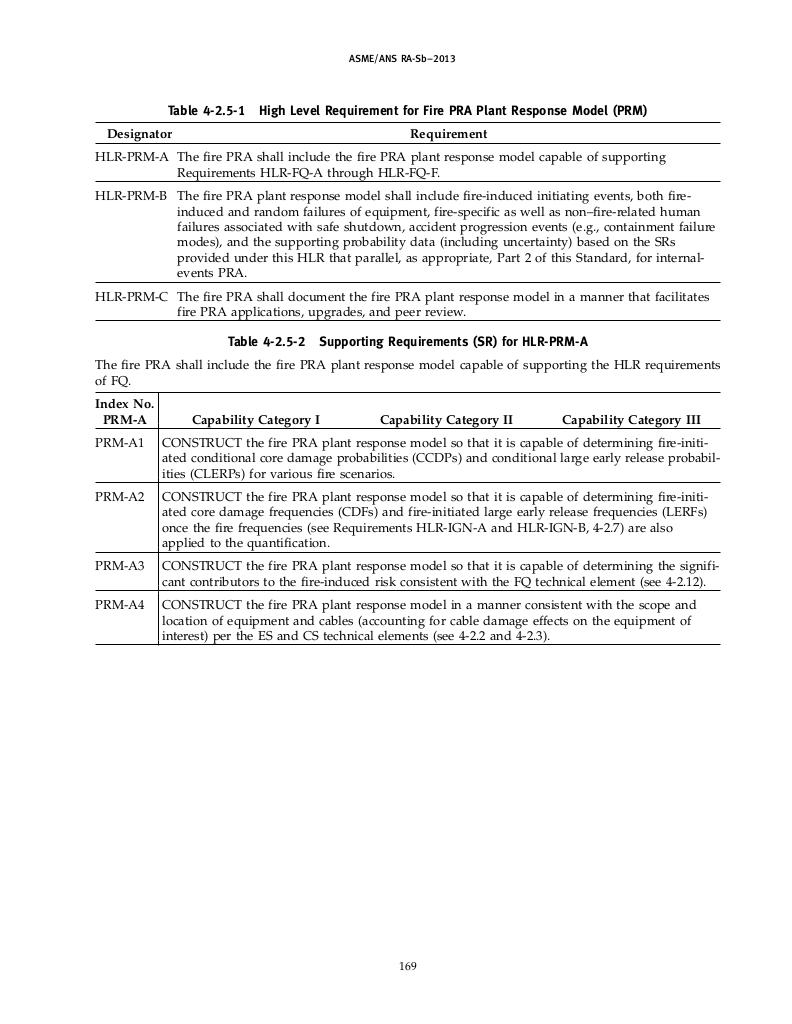 ASME/ANS RA-Sb–2013
Table 4-2.5-1 High Level Requirement for Fire PRA Plant Response Model (PRM)
Designator Requirement
HLR-PRM-A The fire PRA shall include the fire PRA plant response model capable of supporting
Requirements HLR-FQ-A through HLR-FQ-F.
HLR-PRM-B The fire PRA plant response model shall include fire-induced initiating events, both fire-
induced and random failures of equipment, fire-specific as well as non–fire-related human
failures associated with safe shutdown, accident progression events (e.g., containment failure
modes), and the supporting probability data (including uncertainty) based on the SRs
provided under this HLR that parallel, as appropriate, Part 2 of this Standard, for internal-
events PRA.
HLR-PRM-C The fire PRA shall document the fire PRA plant response model in a manner that facilitates
fire PRA applications, upgrades, and peer review.
Table 4-2.5-2 Supporting Requirements (SR) for HLR-PRM-A
The fire PRA shall include the fire PRA plant response model capable of supporting the HLR requirements
of FQ.
Index No.
PRM-A Capability Category I Capability Category II Capability Category III
PRM-A1 CONSTRUCT the fire PRA plant response model so that it is capable of determining fire-initi-
ated conditional core damage probabilities (CCDPs) and conditional large early release probabil-
ities (CLERPs) for various fire scenarios.
PRM-A2 CONSTRUCT the fire PRA plant response model so that it is capable of determining fire-initi-
ated core damage frequencies (CDFs) and fire-initiated large early release frequencies (LERFs)
once the fire frequencies (see Requirements HLR-IGN-A and HLR-IGN-B, 4-2.7) are also
applied to the quantification.
PRM-A3 CONSTRUCT the fire PRA plant response model so that it is capable of determining the signifi-
cant contributors to the fire-induced risk consistent with the FQ technical element (see 4-2.12).
PRM-A4 CONSTRUCT the fire PRA plant response model in a manner consistent with the scope and
location of equipment and cables (accounting for cable damage effects on the equipment of
interest) per the ES and CS technical elements (see 4-2.2 and 4-2.3).
169